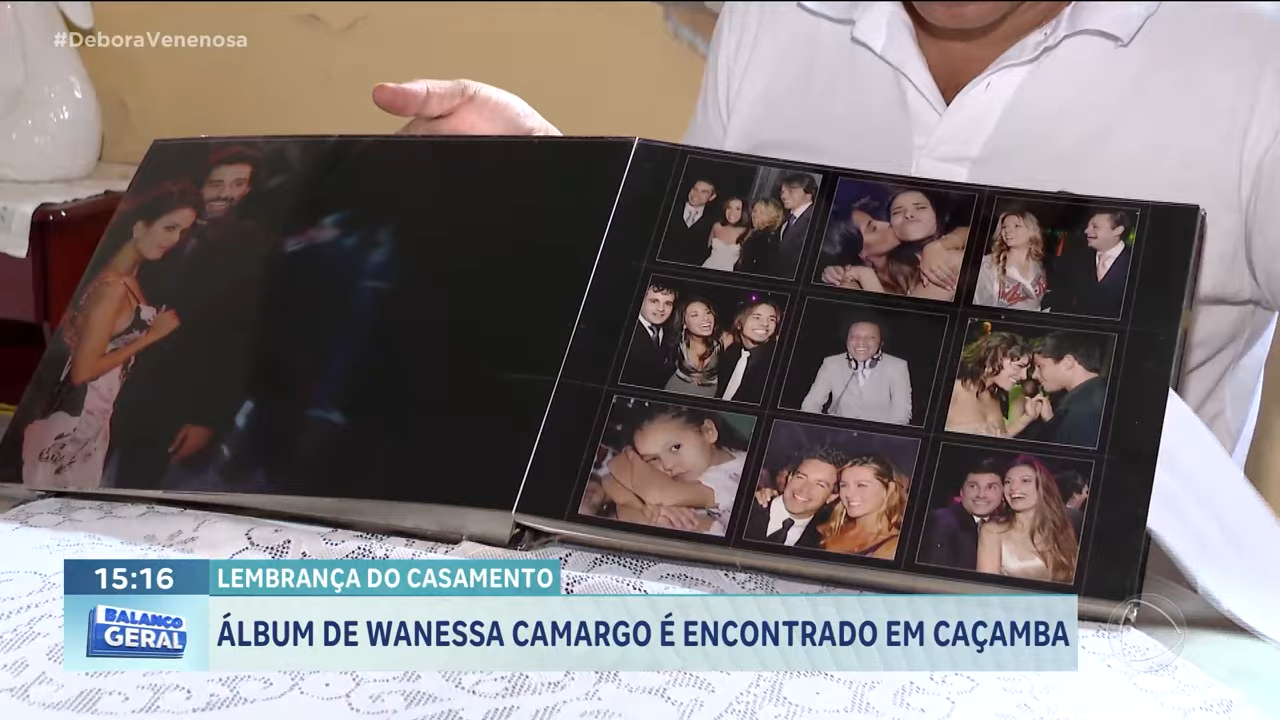 #DeboraVenenosa
15:16
LEMBRANÇA DO CASAMENTO
BALANÇO
GERAL
ÁLBUM DE WANESSA CAMARGO É ENCONTRADO EM CAÇAMBA